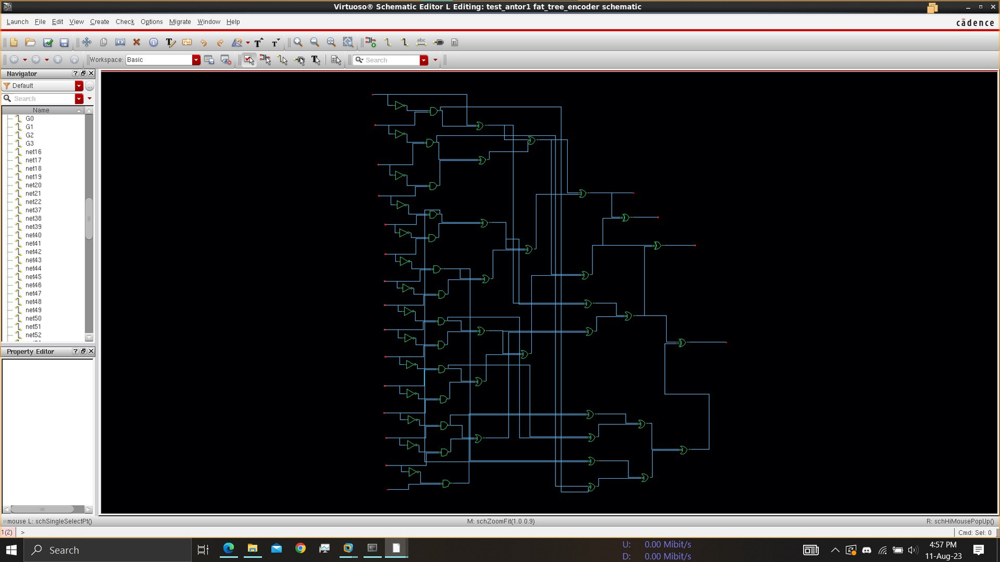 Virtuoso® Schematic Editor L Editing: test_antor1 fat_tree_encoder schematic
Launch File Edit View Create Check Options Migrate Window Help
cādence
Workspace: Basic
Search
Navigator
Default
Search
Name
G0
G1
G2
G3
net16
net17
net18
net19
net20
net21
net22
net37
net38
net39
net40
net41
net42
net43
net44
net45
net46
net47
net48
net49
net50
net51
net52
Property Editor
mouse L: schSingleSelectPt()
M: schZoomFit(1.0 0.9)
R: schHiMousePopUp()
1(2) >
Cmd: Sel: 0
Search
U: 0.00 Mibit/s
D: 0.00 Mibit/s
4:57 PM
11-Aug-23